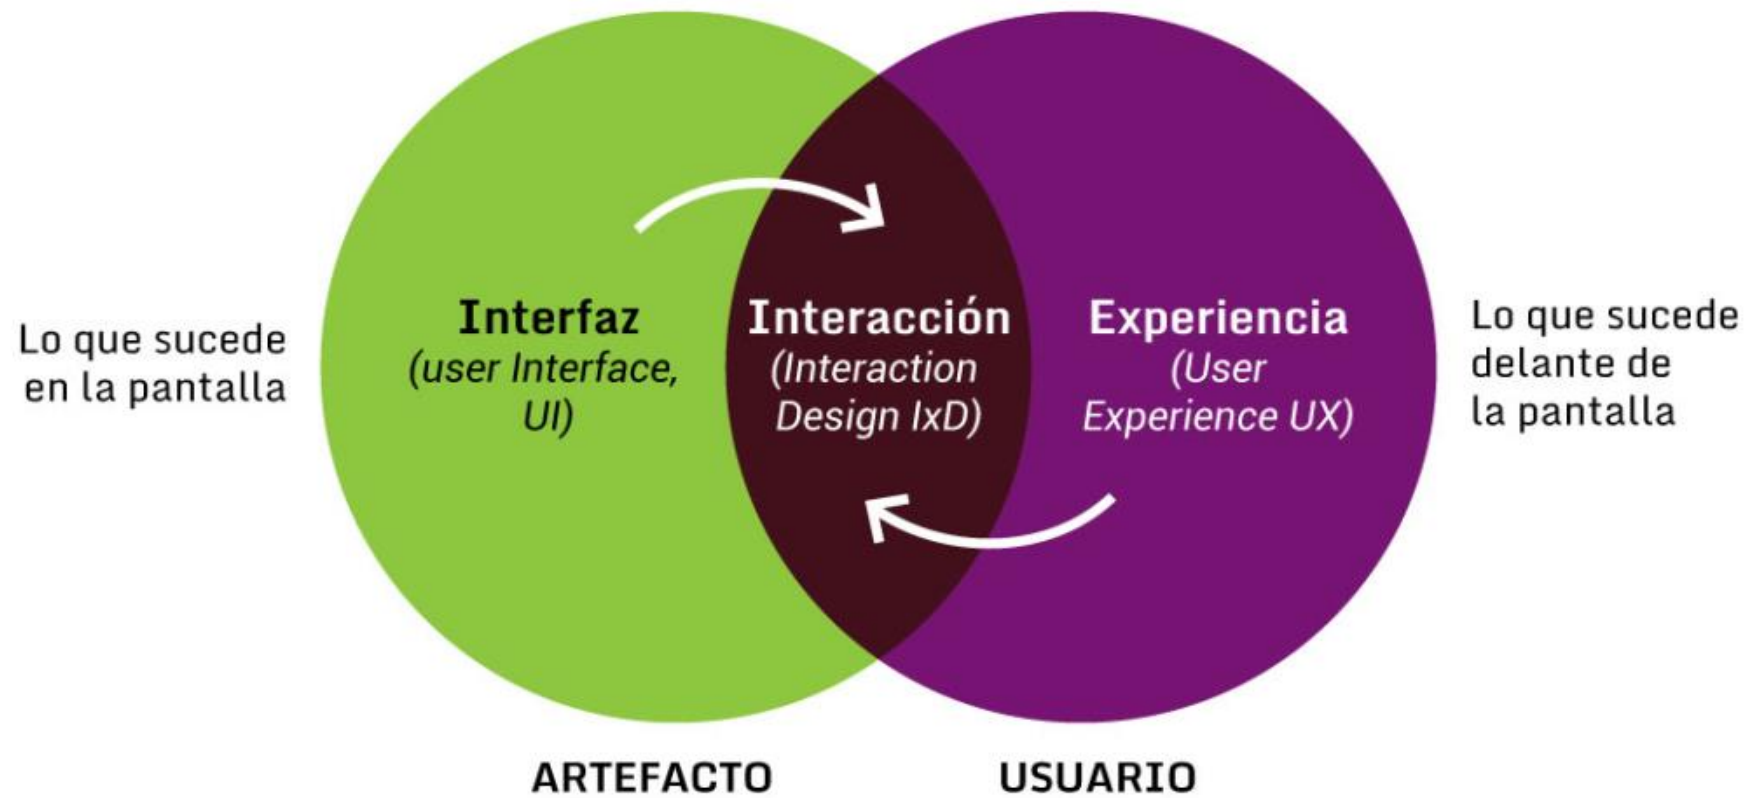 Lo que sucede
en la pantalla
Interfaz
(user Interface,
UI)
Interacción
(Interaction
Design IxD)
Experiencia
(User
Experience UX)
Lo que sucede
delante de
la pantalla
ARTEFACTO
USUARIO